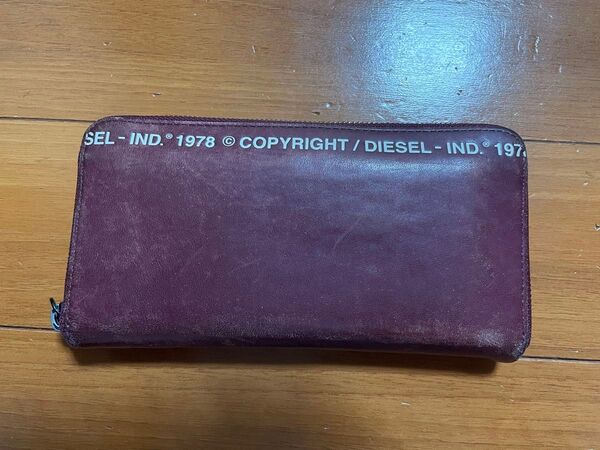 SEL - IND.® 1978 © COPYRIGHT / DIESEL - IND.® 197